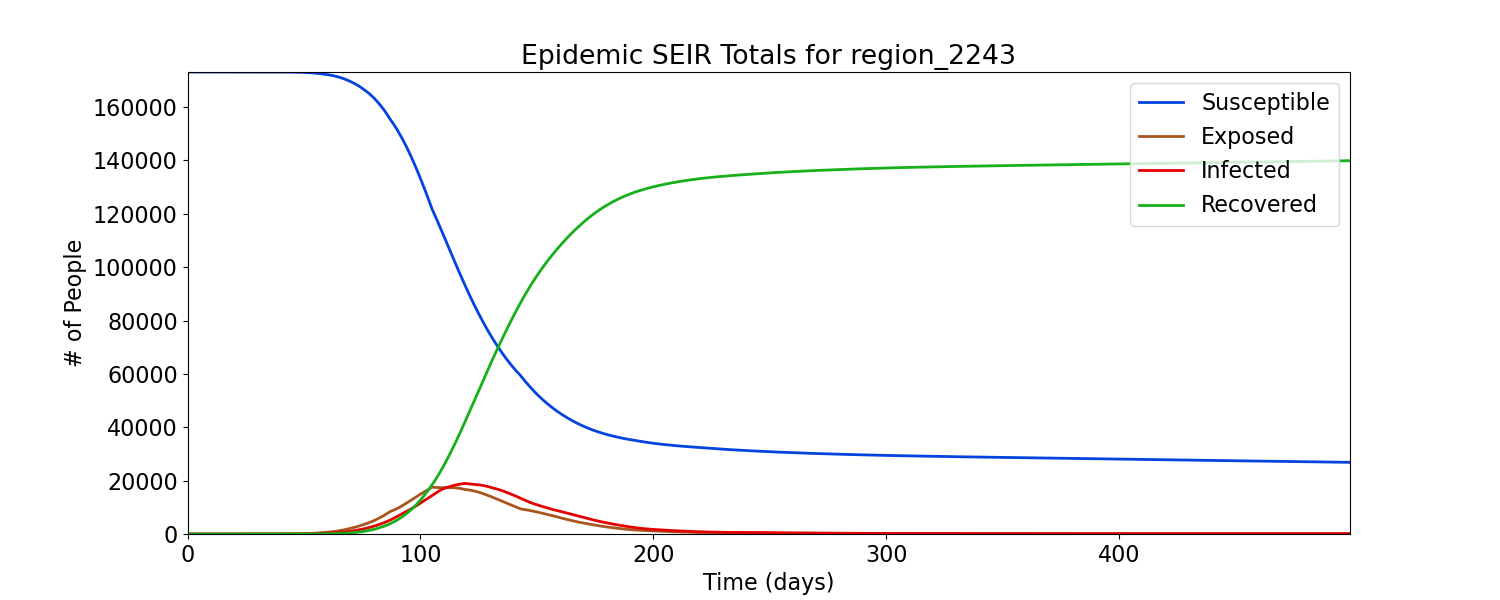 Epidemic SEIR Totals for region_2243
# of People
160000
140000
120000
100000
80000
60000
40000
20000
0
Susceptible
Exposed
Infected
Recovered
0 100 200 300 400
Time (days)